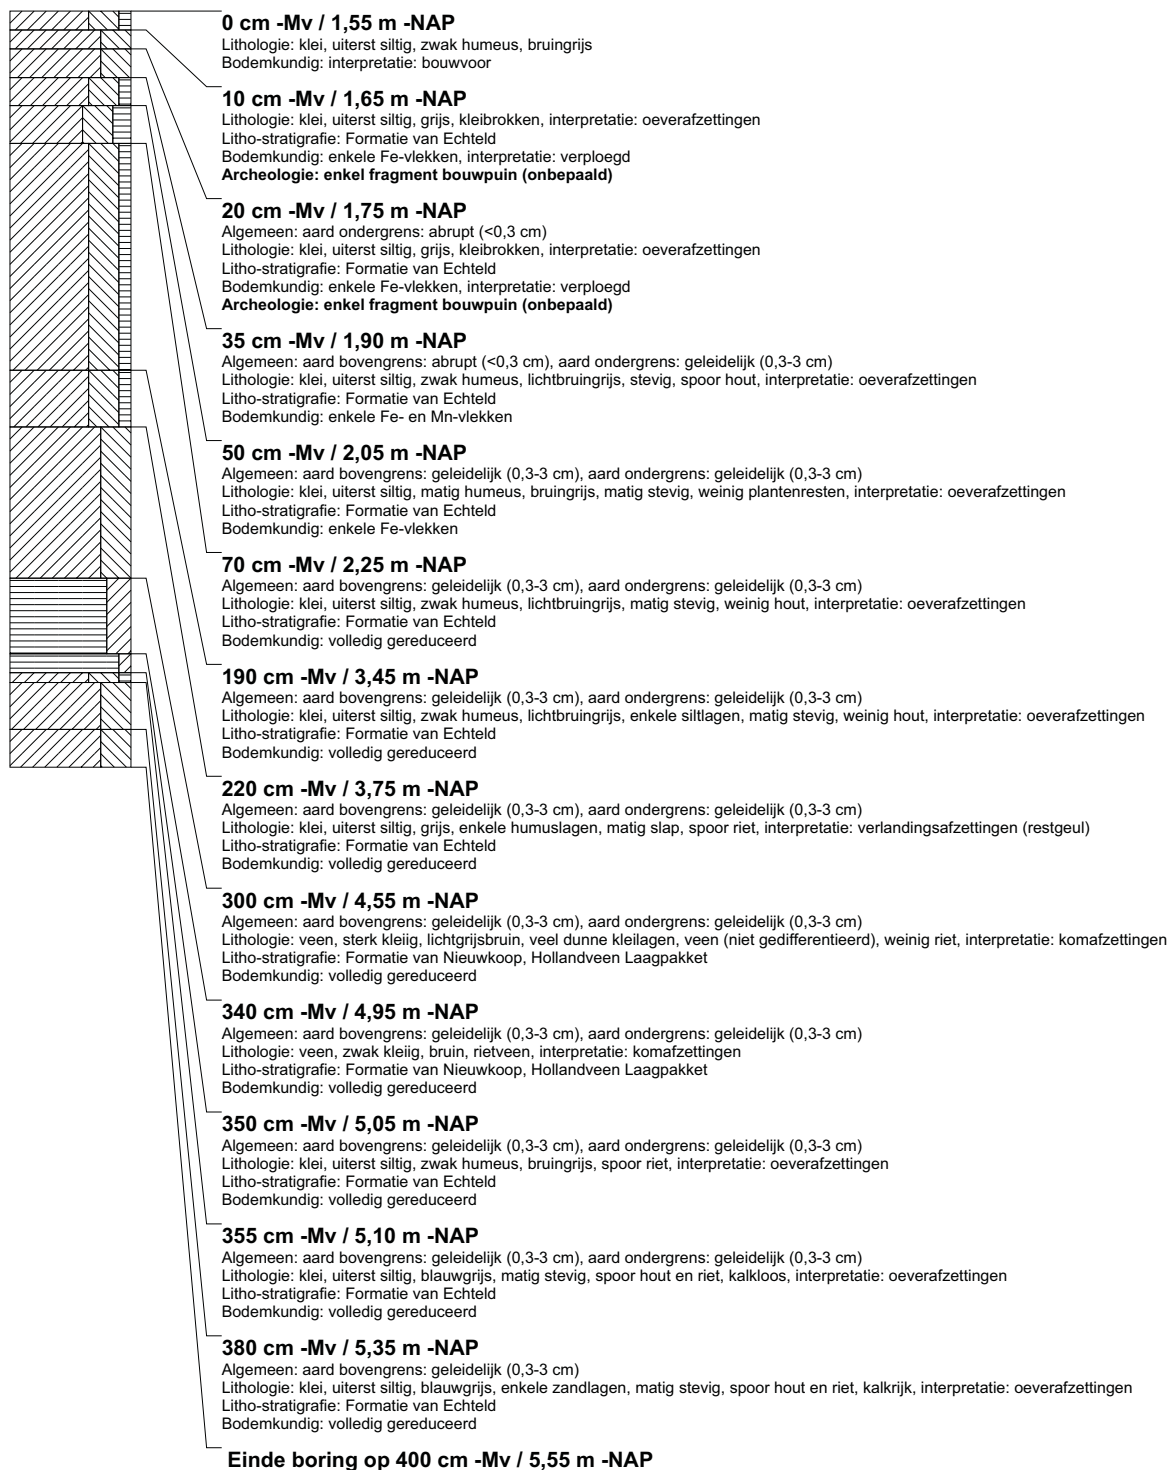 0 cm -Mv / 1,55 m -NAP
Lithologie: klei, uiterst siltig, zwak humeus, bruingrijs
Bodemkundig: interpretatie: bouwvoor
10 cm -Mv / 1,65 m -NAP
Lithologie: klei, uiterst siltig, grijs, kleibrokken, interpretatie: oeverafzettingen
Litho-stratigrafie: Formatie van Echteld
Bodemkundig: enkele Fe-vlekken, interpretatie: verploegd
Archeologie: enkel fragment bouwpuin (onbepaald)
20 cm -Mv / 1,75 m -NAP
Algemeen: aard ondergrens: abrupt (<0,3 cm)
Lithologie: klei, uiterst siltig, grijs, kleibrokken, interpretatie: oeverafzettingen
Litho-stratigrafie: Formatie van Echteld
Bodemkundig: enkele Fe-vlekken, interpretatie: verploegd
Archeologie: enkel fragment bouwpuin (onbepaald)
35 cm -Mv / 1,90 m -NAP
Algemeen: aard bovengrens: abrupt (<0,3 cm), aard ondergrens: geleidelijk (0,3-3 cm)
Lithologie: klei, uiterst siltig, zwak humeus, lichtbruingrijs, stevig, spoor hout, interpretatie: oeverafzettingen
Litho-stratigrafie: Formatie van Echteld
Bodemkundig: enkele Fe- en Mn-vlekken
50 cm -Mv / 2,05 m -NAP
Algemeen: aard bovengrens: geleidelijk (0,3-3 cm), aard ondergrens: geleidelijk (0,3-3 cm)
Lithologie: klei, uiterst siltig, matig humeus, bruingrijs, matig stevig, weinig plantenresten, interpretatie: oeverafzettingen
Litho-stratigrafie: Formatie van Echteld
Bodemkundig: enkele Fe-vlekken
70 cm -Mv / 2,25 m -NAP
Algemeen: aard bovengrens: geleidelijk (0,3-3 cm), aard ondergrens: geleidelijk (0,3-3 cm)
Lithologie: klei, uiterst siltig, zwak humeus, lichtbruingrijs, matig stevig, weinig hout, interpretatie: oeverafzettingen
Litho-stratigrafie: Formatie van Echteld
Bodemkundig: volledig gereduceerd
190 cm -Mv / 3,45 m -NAP
Algemeen: aard bovengrens: geleidelijk (0,3-3 cm), aard ondergrens: geleidelijk (0,3-3 cm)
Lithologie: klei, uiterst siltig, zwak humeus, lichtbruingrijs, enkele siltlagen, matig stevig, weinig hout, interpretatie: oeverafzettingen
Litho-stratigrafie: Formatie van Echteld
Bodemkundig: volledig gereduceerd
220 cm -Mv / 3,75 m -NAP
Algemeen: aard bovengrens: geleidelijk (0,3-3 cm), aard ondergrens: geleidelijk (0,3-3 cm)
Lithologie: klei, uiterst siltig, grijs, enkele humuslagen, matig slap, spoor riet, interpretatie: verlandingsafzettingen (restgeul)
Litho-stratigrafie: Formatie van Echteld
Bodemkundig: volledig gereduceerd
300 cm -Mv / 4,55 m -NAP
Algemeen: aard bovengrens: geleidelijk (0,3-3 cm), aard ondergrens: geleidelijk (0,3-3 cm)
Lithologie: veen, sterk kleiig, lichtgrijsbruin, veel dunne kleilagen, veen (niet gedifferentieerd), weinig riet, interpretatie: komafzettingen
Litho-stratigrafie: Formatie van Nieuwkoop, Hollandveen Laagpakket
Bodemkundig: volledig gereduceerd
340 cm -Mv / 4,95 m -NAP
Algemeen: aard bovengrens: geleidelijk (0,3-3 cm), aard ondergrens: geleidelijk (0,3-3 cm)
Lithologie: veen, zwak kleiig, bruin, rietveen, interpretatie: komafzettingen
Litho-stratigrafie: Formatie van Nieuwkoop, Hollandveen Laagpakket
Bodemkundig: volledig gereduceerd
350 cm -Mv / 5,05 m -NAP
Algemeen: aard bovengrens: geleidelijk (0,3-3 cm), aard ondergrens: geleidelijk (0,3-3 cm)
Lithologie: klei, uiterst siltig, zwak humeus, bruingrijs, spoor riet, interpretatie: oeverafzettingen
Litho-stratigrafie: Formatie van Echteld
Bodemkundig: volledig gereduceerd
355 cm -Mv / 5,10 m -NAP
Algemeen: aard bovengrens: geleidelijk (0,3-3 cm), aard ondergrens: geleidelijk (0,3-3 cm)
Lithologie: klei, uiterst siltig, blauwgrijs, matig stevig, spoor hout en riet, kalkloos, interpretatie: oeverafzettingen
Litho-stratigrafie: Formatie van Echteld
Bodemkundig: volledig gereduceerd
380 cm -Mv / 5,35 m -NAP
Algemeen: aard bovengrens: geleidelijk (0,3-3 cm)
Lithologie: klei, uiterst siltig, blauwgrijs, enkele zandlagen, matig stevig, spoor hout en riet, kalkrijk, interpretatie: oeverafzettingen
Litho-stratigrafie: Formatie van Echteld
Bodemkundig: volledig gereduceerd
Einde boring op 400 cm -Mv / 5,55 m -NAP